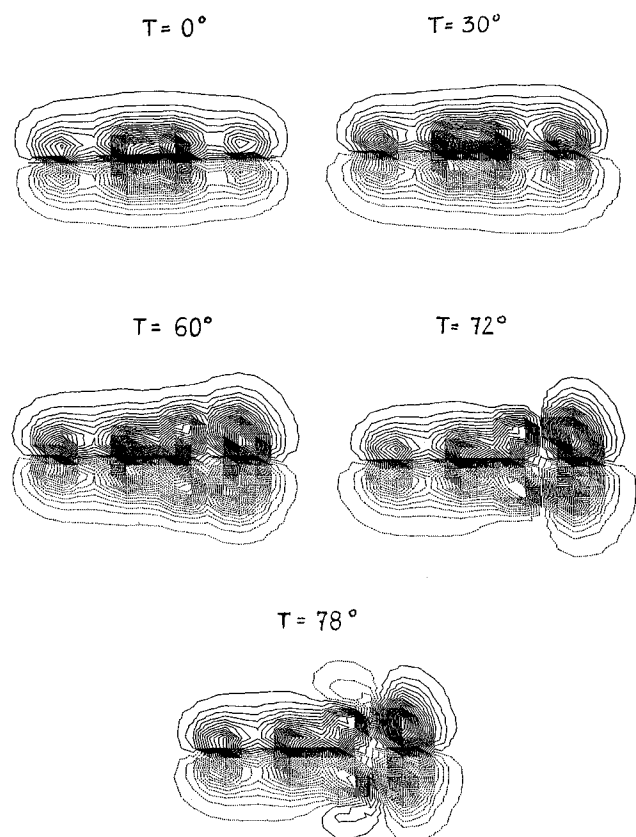 T = 0°
T = 30°
T = 60°
T = 72°
T = 78°